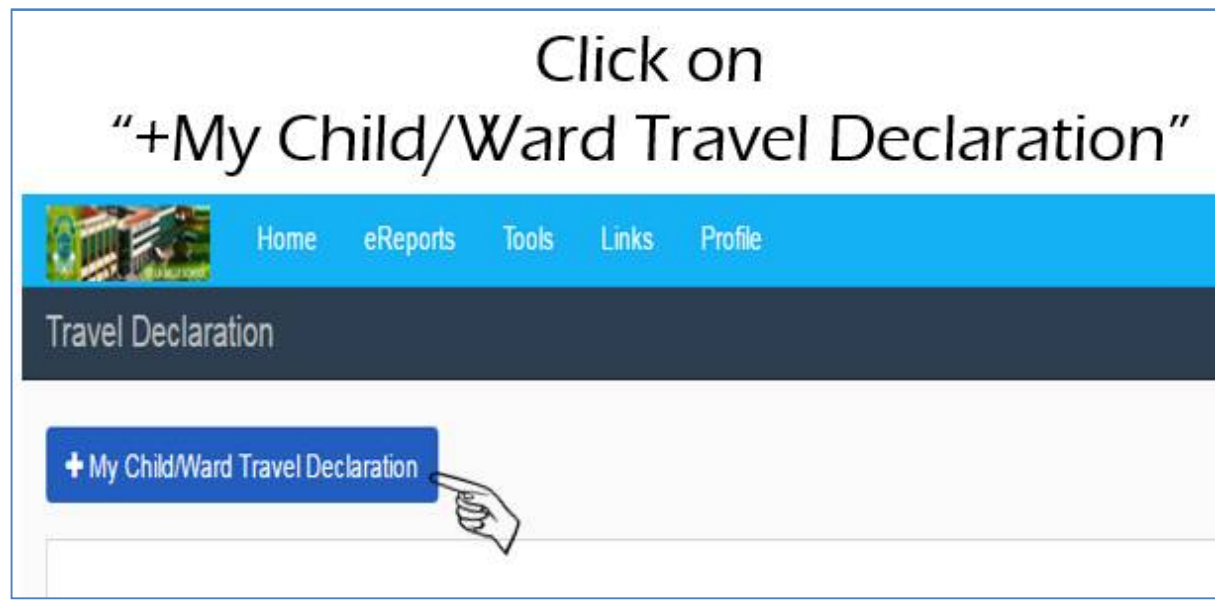 Click on
“+My Child/Ward Travel Declaration”
Home eReports Tools Links Profile
Travel Declaration
+ My Child/Ward Travel Declaration